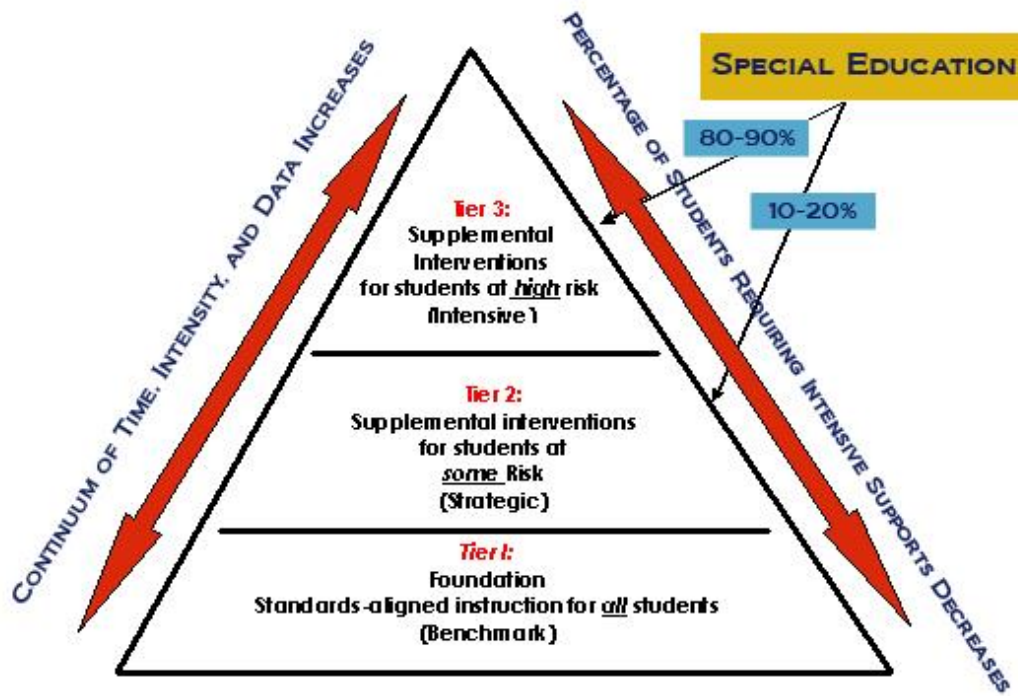 CONTINUUM OF TIME, INTENSITY, AND DATA INCREASES
PERCENTAGE OF STUDENTS REQUIRING INTENSIVE SUPPORTS DECREASES
SPECIAL EDUCATION
80-90%
10-20%
Tier 3:
Supplemental
Interventions
for students at high risk
(Intensive)
Tier 2:
Supplemental interventions
for students at
some Risk
(Strategic)
Tier I:
Foundation
Standards-aligned instruction for all students
(Benchmark)